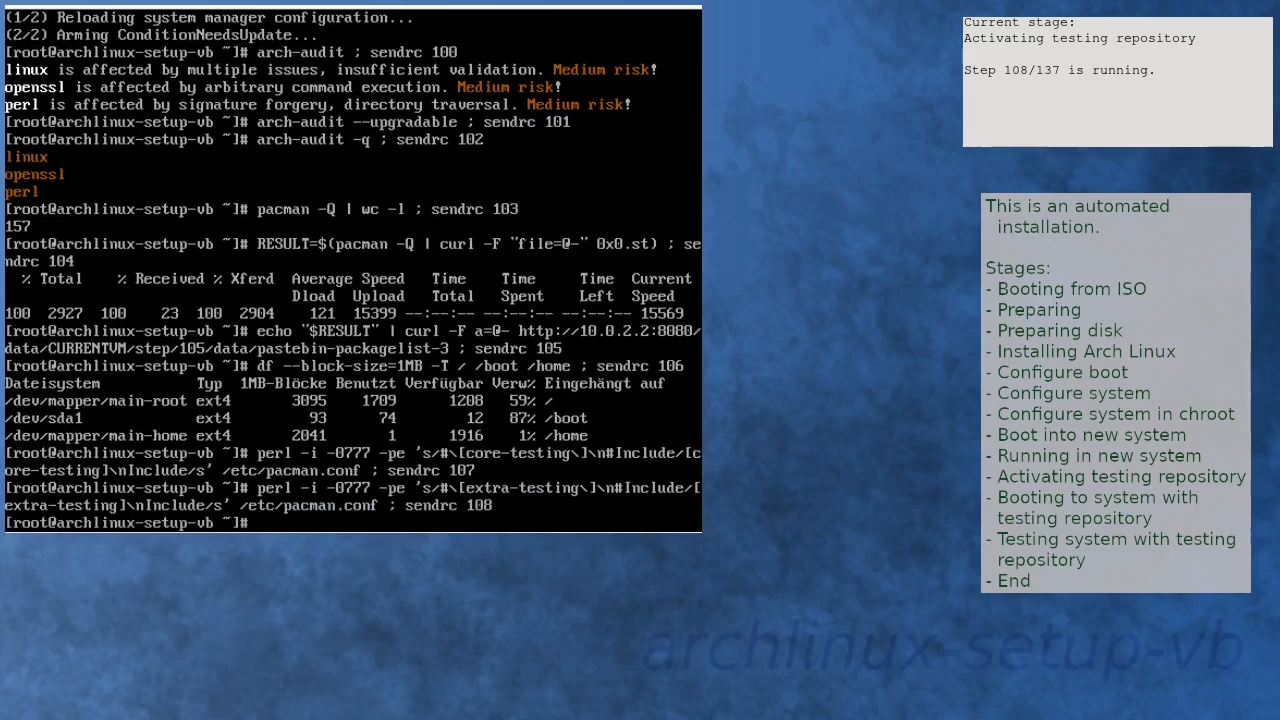 (1/2) Reloading system manager configuration...
(2/2) Arming ConditionNeedsUpdate...
[root@archlinux-setup-vb ~]# arch-audit ; sendrc 100
linux is affected by multiple issues, insufficient validation. Medium risk!
openssl is affected by arbitrary command execution. Medium risk!
perl is affected by signature forgery, directory traversal. Medium risk!
[root@archlinux-setup-vb ~]# arch-audit --upgradable ; sendrc 101
[root@archlinux-setup-vb ~]# arch-audit -q ; sendrc 102
linux
openssl
perl
[root@archlinux-setup-vb ~]# pacman -Q | wc -l ; sendrc 103
157
[root@archlinux-setup-vb ~]# RESULT=$(pacman -Q | curl -F "file=@-" 0x0.st) ; se
ndrc 104
  % Total    % Received % Xferd  Average Speed   Time    Time     Time  Current
                                 Dload  Upload   Total   Spent    Left  Speed
100  2927  100    23  100  2904    121  15399 --:--:-- --:--:-- --:--:-- 15569
[root@archlinux-setup-vb ~]# echo "$RESULT" | curl -F a=@- http://10.0.2.2:8080/
data/CURRENTVM/step/105/data/pastebin-packagelist-3 ; sendrc 105
[root@archlinux-setup-vb ~]# df --block-size=1MB -T / /boot /home ; sendrc 106
Dateisystem           Typ  1MB-Blöcke Benutzt Verfügbar Verw% Eingehängt auf
/dev/mapper/main-root ext4       3095    1709      1208   59% /
/dev/sda1             ext4         93      74        12   87% /boot
/dev/mapper/main-home ext4       2041       1      1916    1% /home
[root@archlinux-setup-vb ~]# perl -i -0777 -pe 's/#\[core-testing\]\n#Include/[c
ore-testing]\nInclude/s' /etc/pacman.conf ; sendrc 107
[root@archlinux-setup-vb ~]# perl -i -0777 -pe 's/#\[extra-testing\]\n#Include/[
extra-testing]\nInclude/s' /etc/pacman.conf ; sendrc 108
[root@archlinux-setup-vb ~]#
Current stage:
Activating testing repository
Step 108/137 is running.
This is an automated
installation.
Stages:
- Booting from ISO
- Preparing
- Preparing disk
- Installing Arch Linux
- Configure boot
- Configure system
- Configure system in chroot
- Boot into new system
- Running in new system
- Activating testing repository
- Booting to system with
testing repository
- Testing system with testing
repository
- End
archlinux-setup-vb